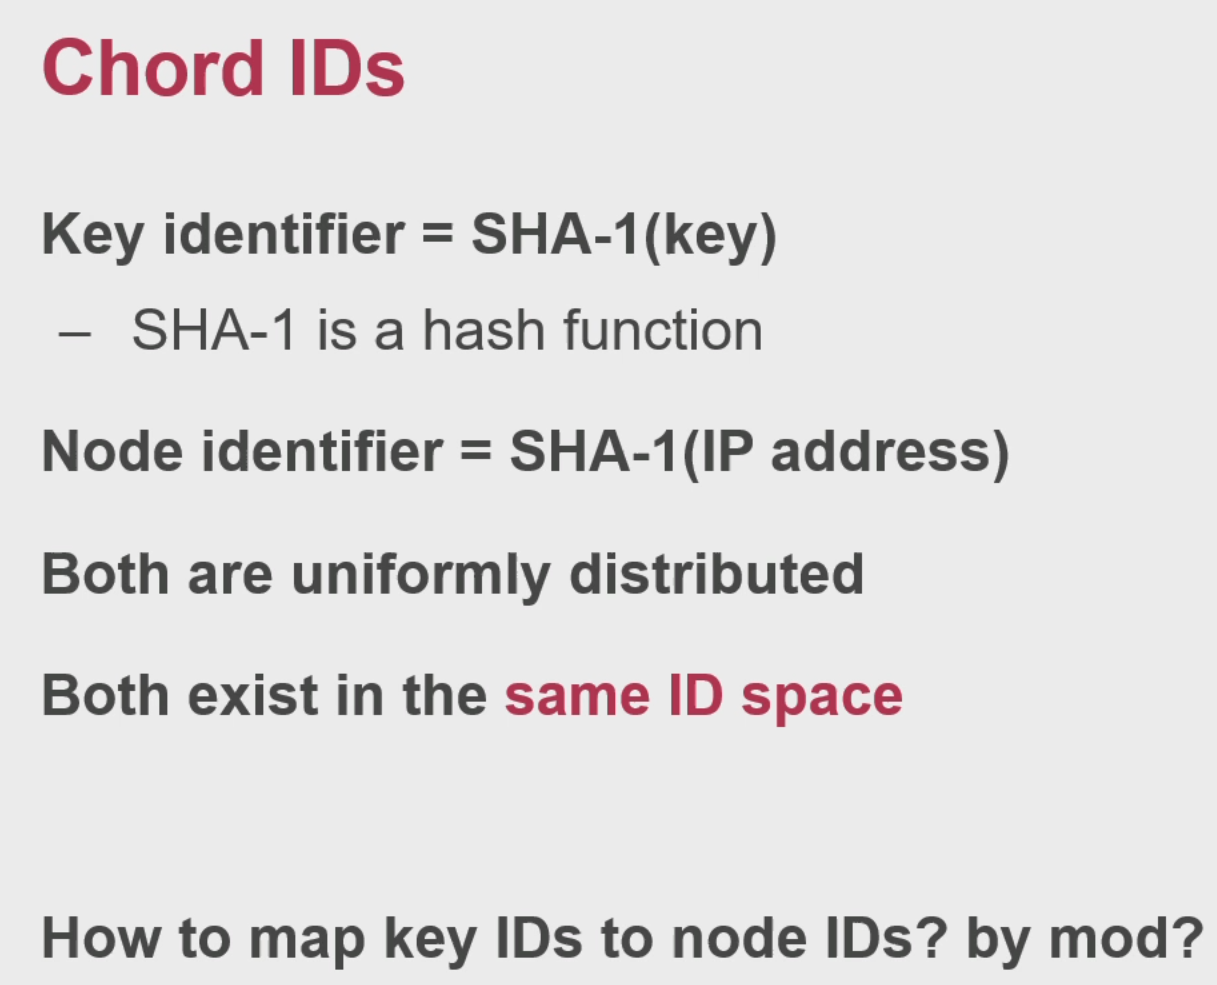 Chord IDs
Key identifier = SHA-1(key)
– SHA-1 is a hash function
Node identifier = SHA-1(IP address)
Both are uniformly distributed
Both exist in the same ID space
How to map key IDs to node IDs? by mod?